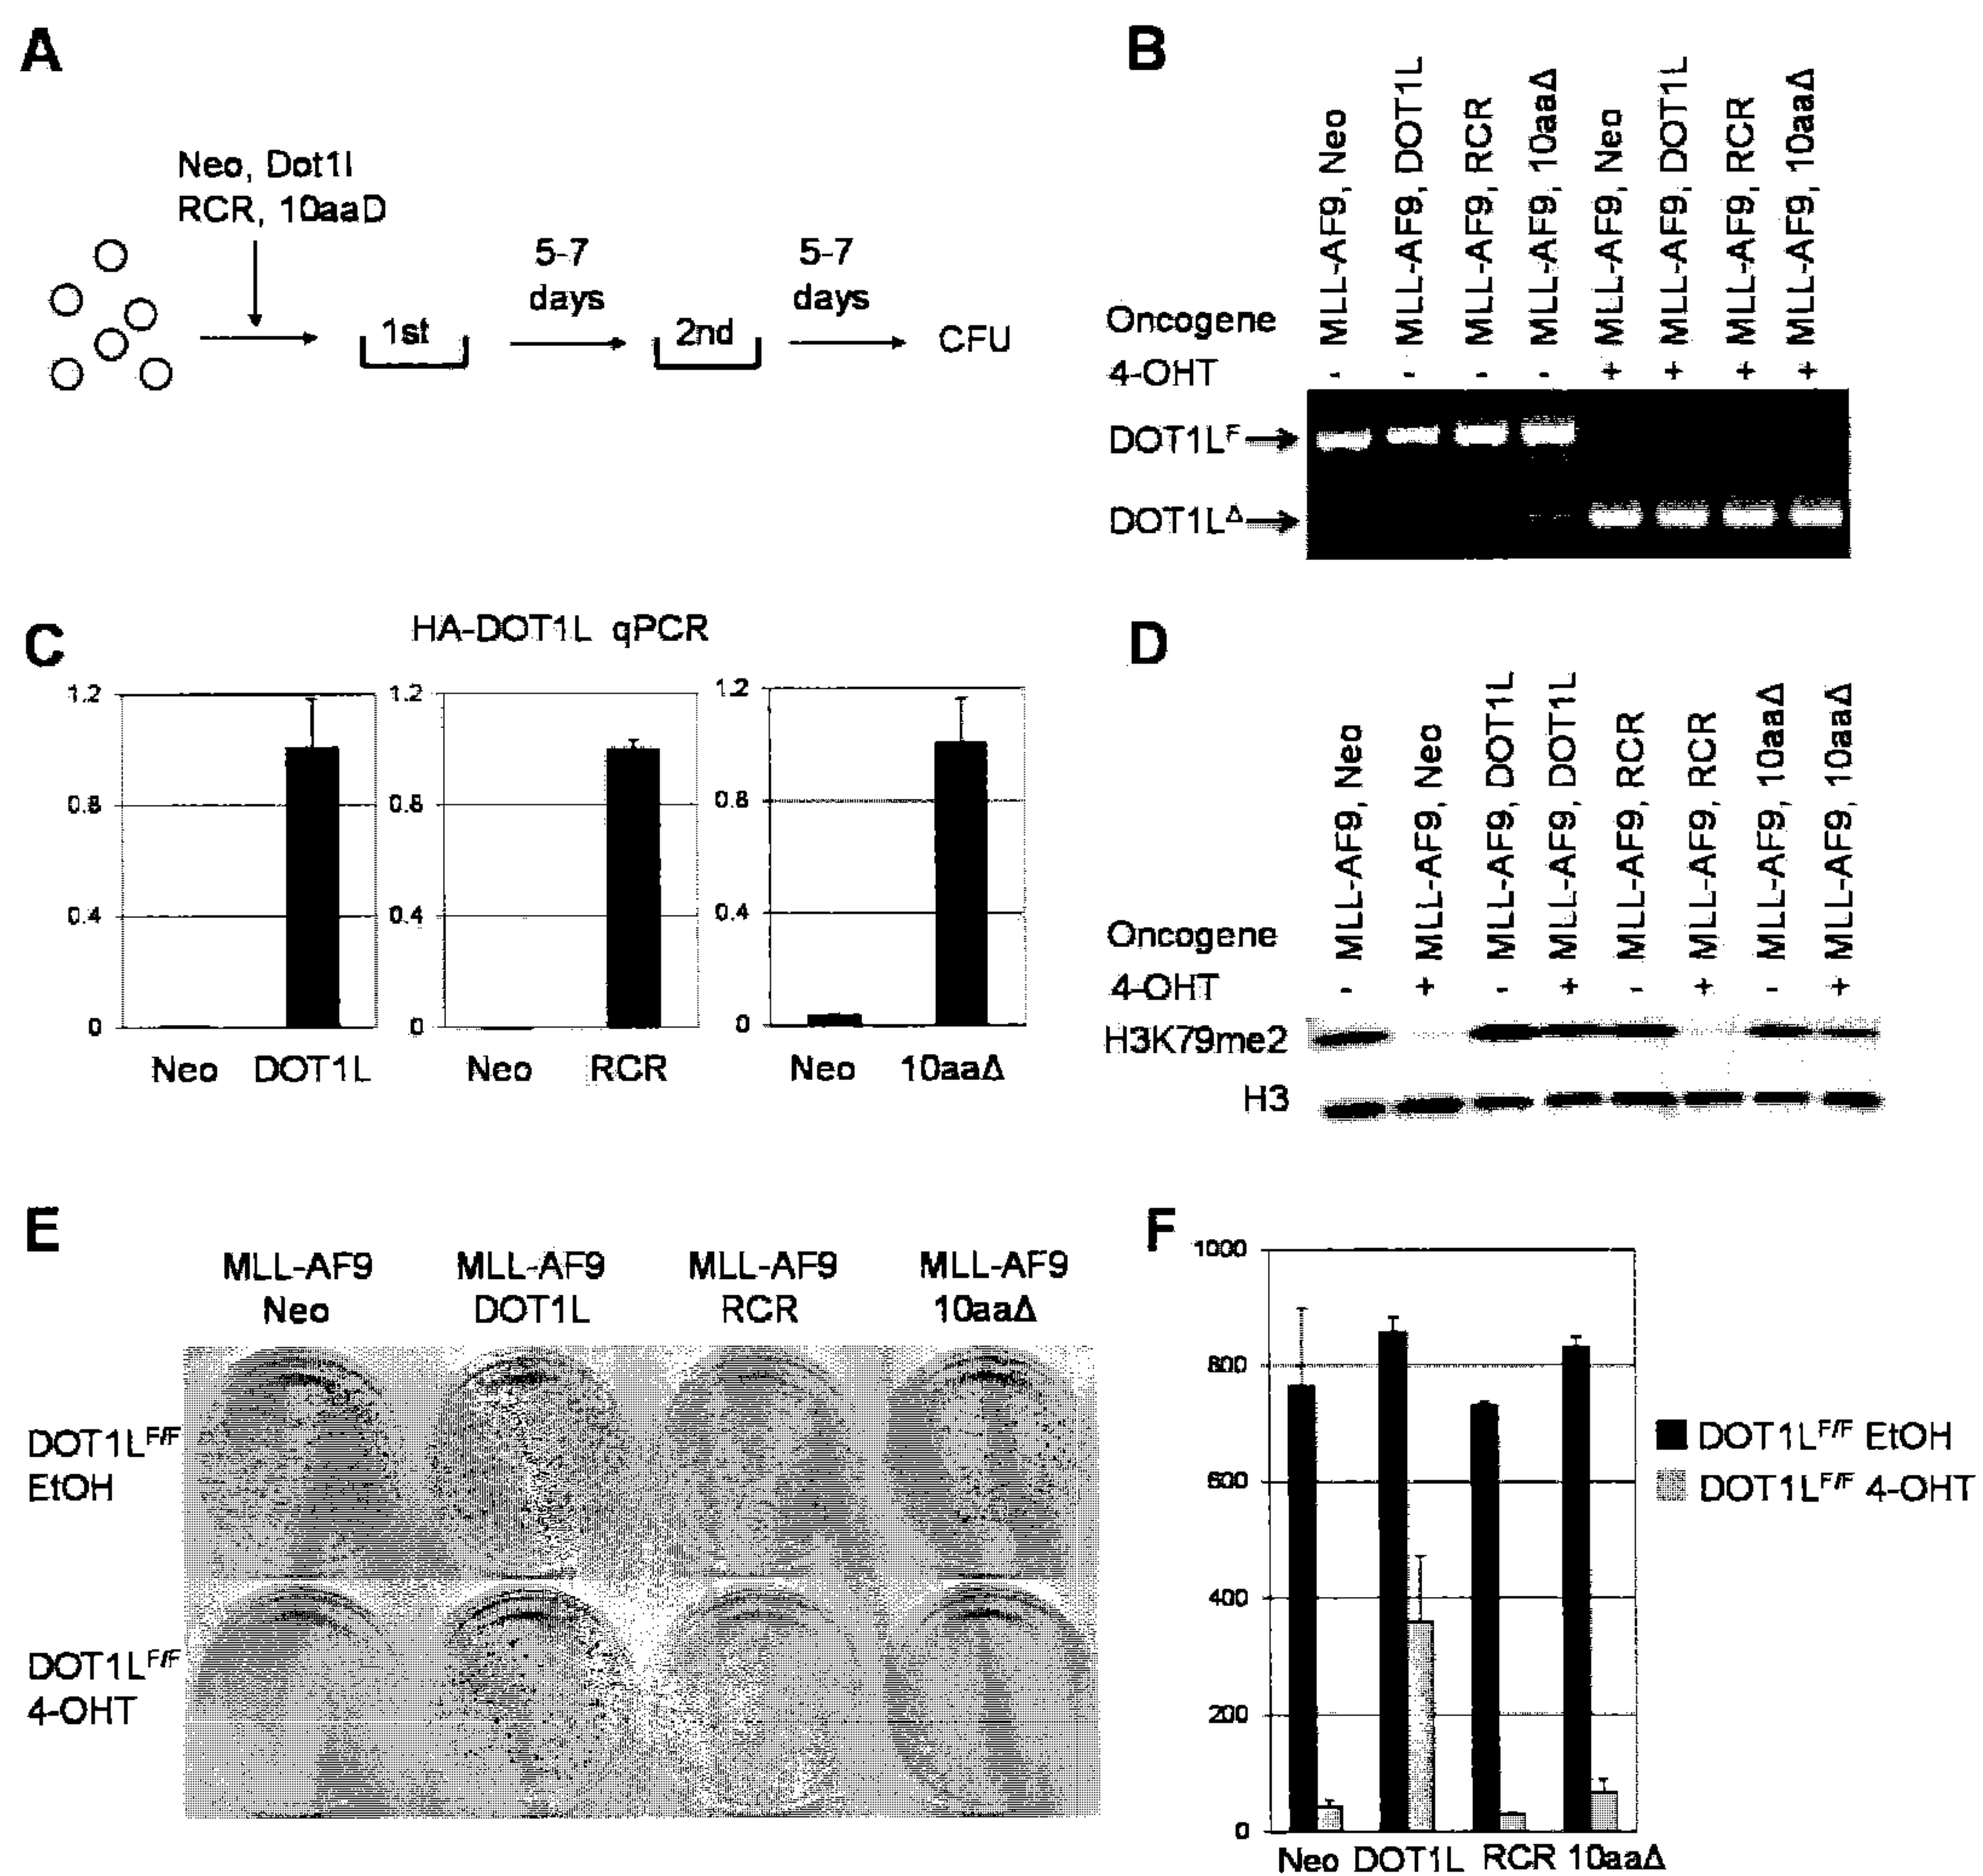 A
Neo, Dot1l
RCR, 10aaD
5-7
days
5-7
days
1st
2nd
CFU
B
Oncogene
MLL-AF9, Neo
MLL-AF9, DOT1L
MLL-AF9, RCR
MLL-AF9, 10aaΔ
MLL-AF9, Neo
MLL-AF9, DOT1L
MLL-AF9, RCR
MLL-AF9, 10aaΔ
4-OHT - - - - + + + +
DOT1L^F
DOT1L^Δ
C
HA-DOT1L qPCR
1.2
0.8
0.4
0
Neo DOT1L
1.2
0.8
0.4
0
Neo RCR
1.2
0.8
0.4
0
Neo 10aaΔ
D
Oncogene
MLL-AF9, Neo
MLL-AF9, Neo
MLL-AF9, DOT1L
MLL-AF9, DOT1L
MLL-AF9, RCR
MLL-AF9, RCR
MLL-AF9, 10aaΔ
MLL-AF9, 10aaΔ
4-OHT - + - + - + - +
H3K79me2
H3
E
MLL-AF9
Neo
MLL-AF9
DOT1L
MLL-AF9
RCR
MLL-AF9
10aaΔ
DOT1L^F/F
EtOH
DOT1L^F/F
4-OHT
F
1000
800
600
400
200
0
Neo DOT1L RCR 10aaΔ
DOT1L^F/F EtOH
DOT1L^F/F 4-OHT